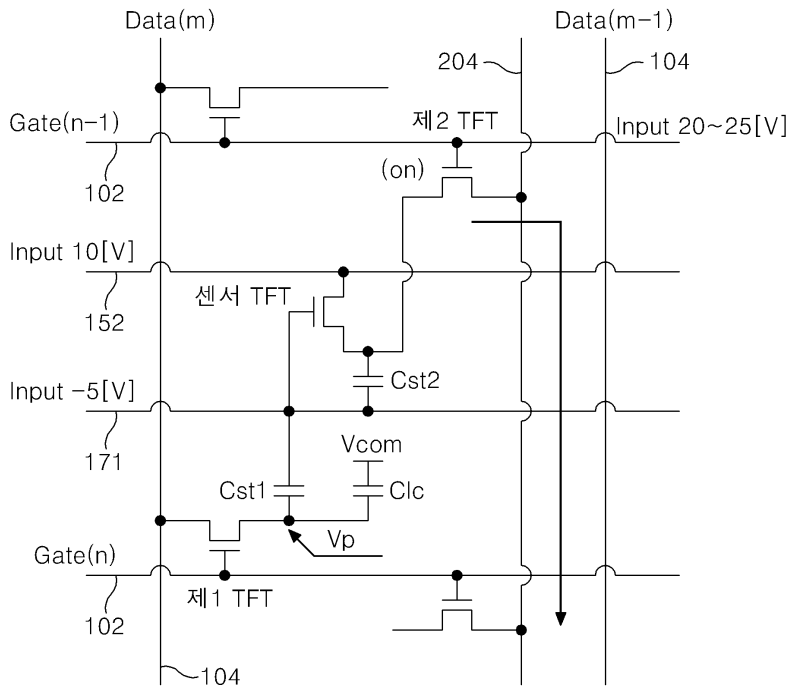 Data(m)
Data(m-1)
204
104
Gate(n-1)
제2 TFT
Input 20~25[V]
(on)
102
Input 10[V]
센서 TFT
152
Cst2
Input -5[V]
171
Vcom
Cst1
Clc
Vp
Gate(n)
제1 TFT
102
104